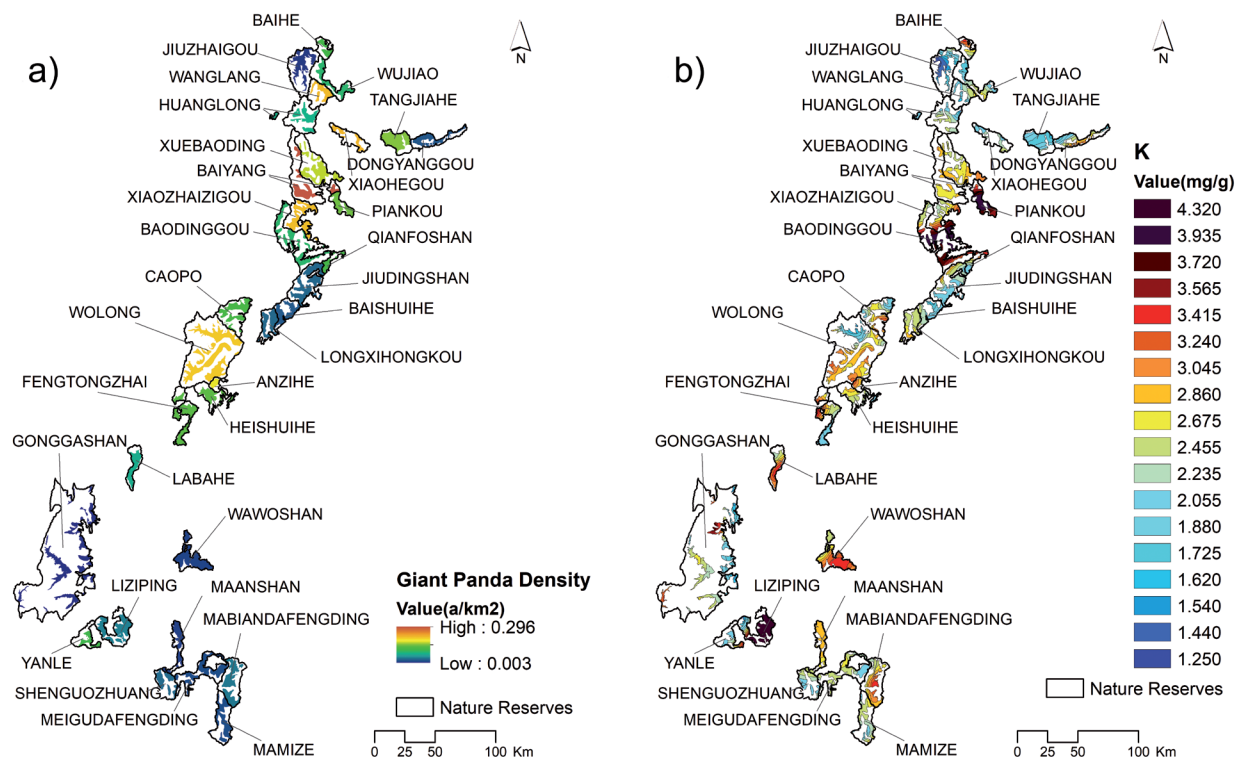 a)
BAIHE
JIUZHAIGOU
WANGLANG
WUJIAO
HUANGLONG
TANGJIAHE
XUEBAODING
DONGYANGGOU
BAIYANG
XIAOHEGOU
XIAOZHAIZIGOU
PIANKOU
BAODINGGOU
QIANFOSHAN
CAOPO
JIUDINGSHAN
WOLONG
BAISHUIHE
LONGXIHONGKOU
FENGTONGZHAI
ANZIHE
HEISHUIHE
GONGGASHAN
LABAHE
WAWOSHAN
LIZIPING
MAANSHAN
MABIANDAFENGDING
YANLE
SHENGUOZHUANG
MEIGUDAFENGDING
MAMIZE
N
Giant Panda Density
Value(a/km2)
High : 0.296
Low : 0.003
Nature Reserves
0 25 50 100 Km
b)
BAIHE
JIUZHAIGOU
WANGLANG
WUJIAO
HUANGLONG
TANGJIAHE
XUEBAODING
DONGYANGGOU
BAIYANG
XIAOHEGOU
XIAOZHAIZIGOU
PIANKOU
BAODINGGOU
QIANFOSHAN
CAOPO
JIUDINGSHAN
WOLONG
BAISHUIHE
LONGXIHONGKOU
FENGTONGZHAI
ANZIHE
HEISHUIHE
GONGGASHAN
LABAHE
WAWOSHAN
LIZIPING
MAANSHAN
MABIANDAFENGDING
YANLE
SHENGUOZHUANG
MEIGUDAFENGDING
MAMIZE
N
K
Value(mg/g)
4.320
3.935
3.720
3.565
3.415
3.240
3.045
2.860
2.675
2.455
2.235
2.055
1.880
1.725
1.620
1.540
1.440
1.250
Nature Reserves
0 25 50 100 Km